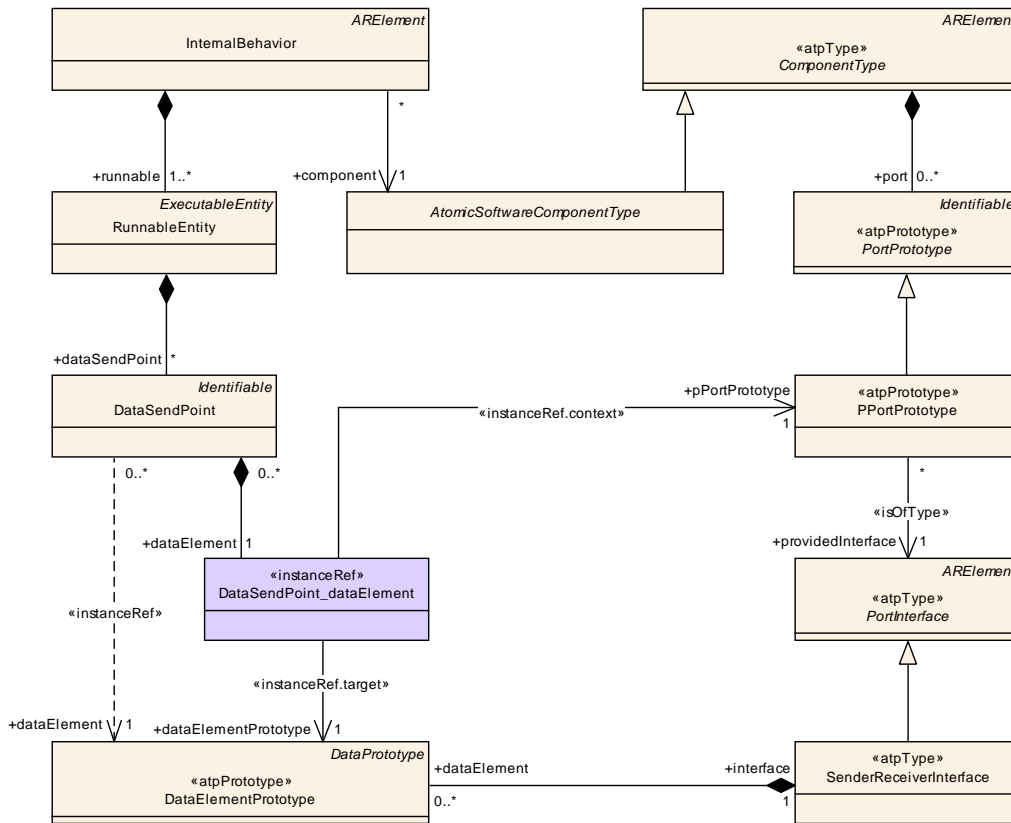 ARElement
InternalBehavior
ARElement
«atpType»
ComponentType
*
+runnable 1..*
+component 1
+port 0..*
ExecutableEntity
RunnableEntity
AtomicSoftwareComponentType
Identifiable
«atpPrototype»
PortPrototype
+dataSendPoint *
Identifiable
DataSendPoint
+pPortPrototype
«instanceRef.context»
1
«atpPrototype»
PPortPrototype
0..*
0..*
*
«isOfType»
+dataElement 1
+providedInterface 1
«instanceRef»
DataSendPoint_dataElement
ARElement
«atpType»
PortInterface
«instanceRef»
«instanceRef.target»
+dataElement 1
+dataElementPrototype 1
DataPrototype
«atpPrototype»
DataElementPrototype
+dataElement
0..*
+interface
1
«atpType»
SenderReceiverInterface